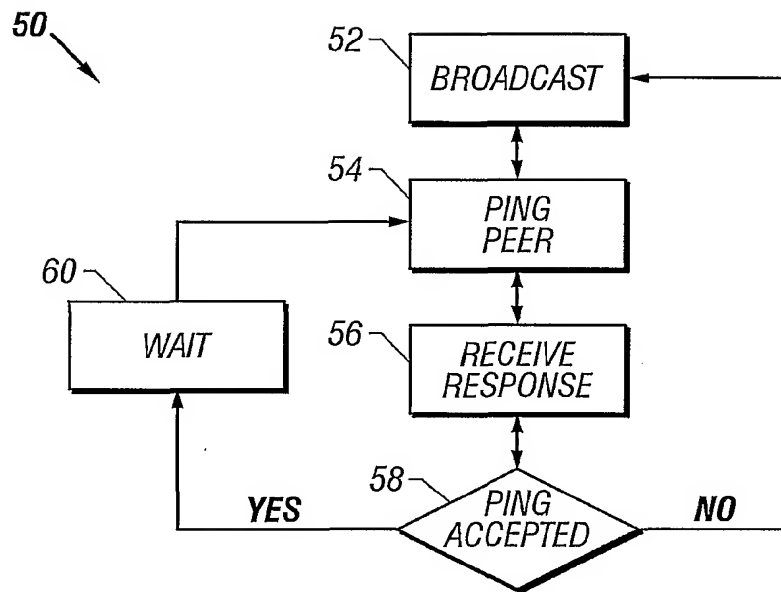 50
52
BROADCAST
54
PING
PEER
60
WAIT
56
RECEIVE
RESPONSE
58
PING
ACCEPTED
YES
NO